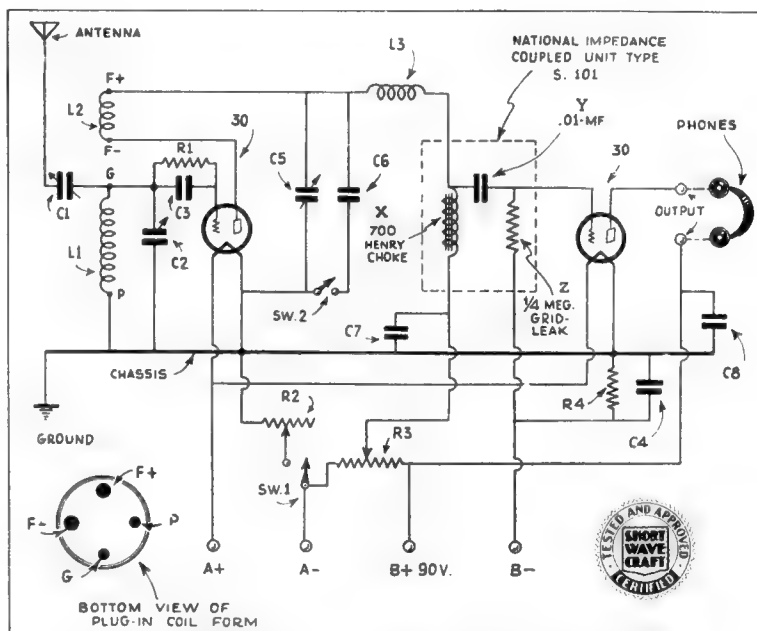 ANTENNA
L3
NATIONAL IMPEDANCE
COUPLED UNIT TYPE
S. 101
F+
L2
F-
R1
30
C5
C6
Y
.01-MF
30
PHONES
G
C1
C3
X
700
HENRY
CHOKE
OUTPUT
L1
C2
P
SW.2
Z
1/4 MEG.
GRID-
LEAK
C7
C8
CHASSIS
R2
R4
C4
GROUND
R3
SW.1
F+
F-
P
G
A+
A-
B+ 90V.
B-
BOTTOM VIEW OF
PLUG-IN COIL FORM
TESTED AND APPROVED
SHORT
WAVE
CRAFT
CERTIFIED